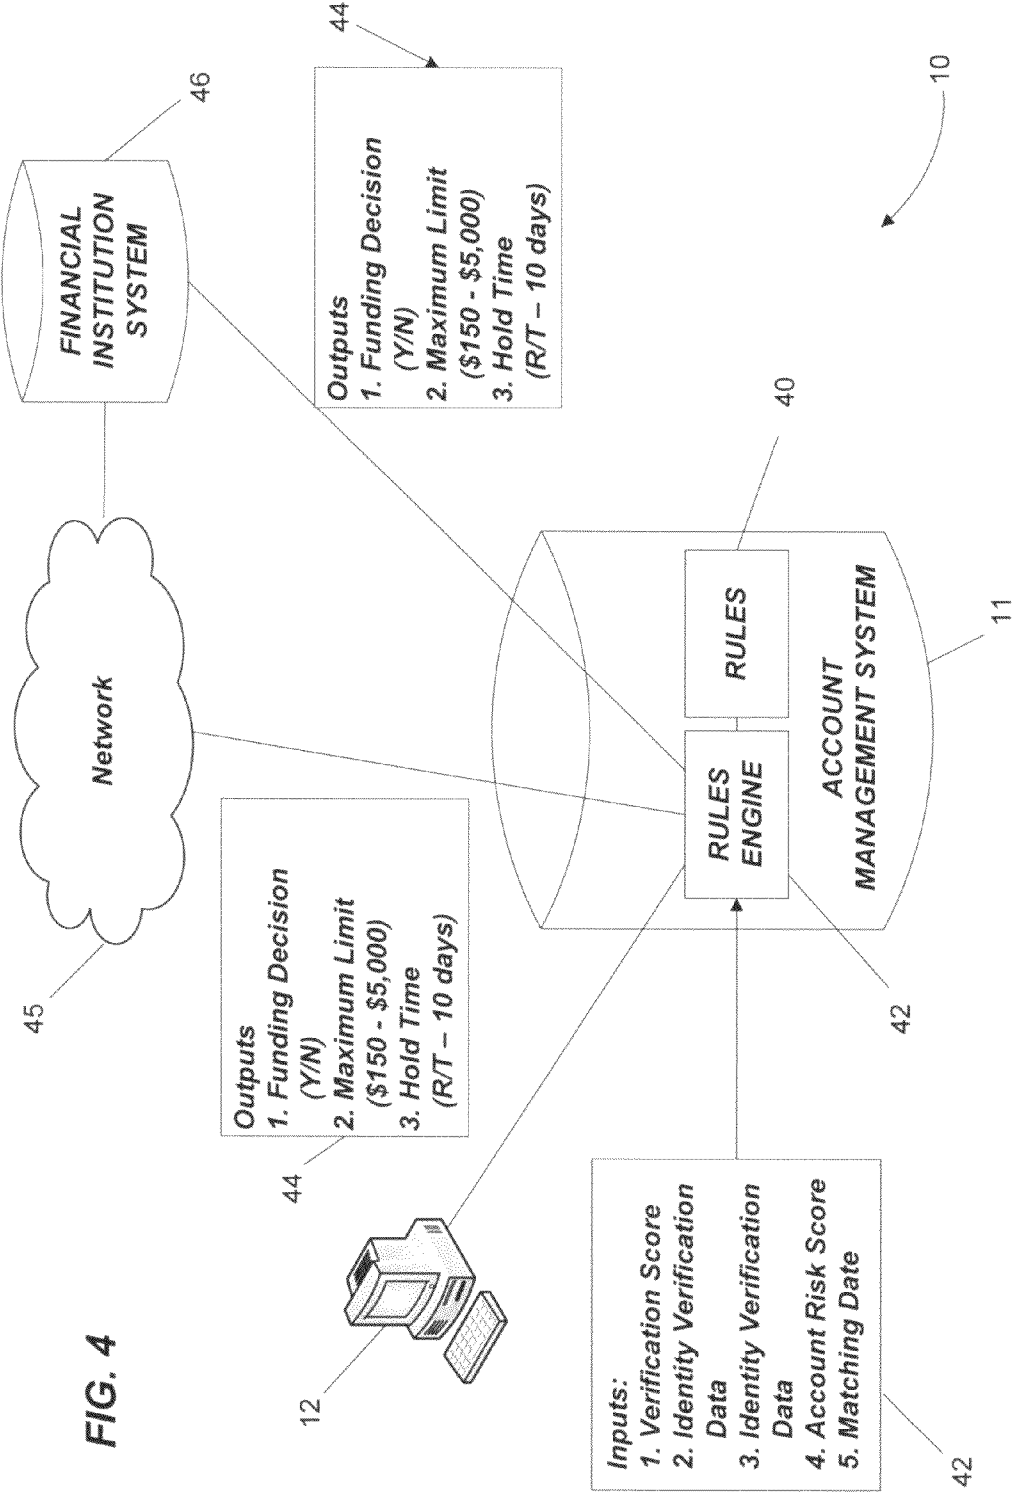 FIG. 4
45
Network
46
FINANCIAL
INSTITUTION
SYSTEM
44
Outputs
1. Funding Decision
(Y/N)
2. Maximum Limit
($150 - $5,000)
3. Hold Time
(R/T – 10 days)
44
Outputs
1. Funding Decision
(Y/N)
2. Maximum Limit
($150 - $5,000)
3. Hold Time
(R/T – 10 days)
12
Inputs:
1. Verification Score
2. Identity Verification
Data
3. Identity Verification
Data
4. Account Risk Score
5. Matching Date
42
RULES
ENGINE
RULES
40
42
ACCOUNT
MANAGEMENT SYSTEM
11
10